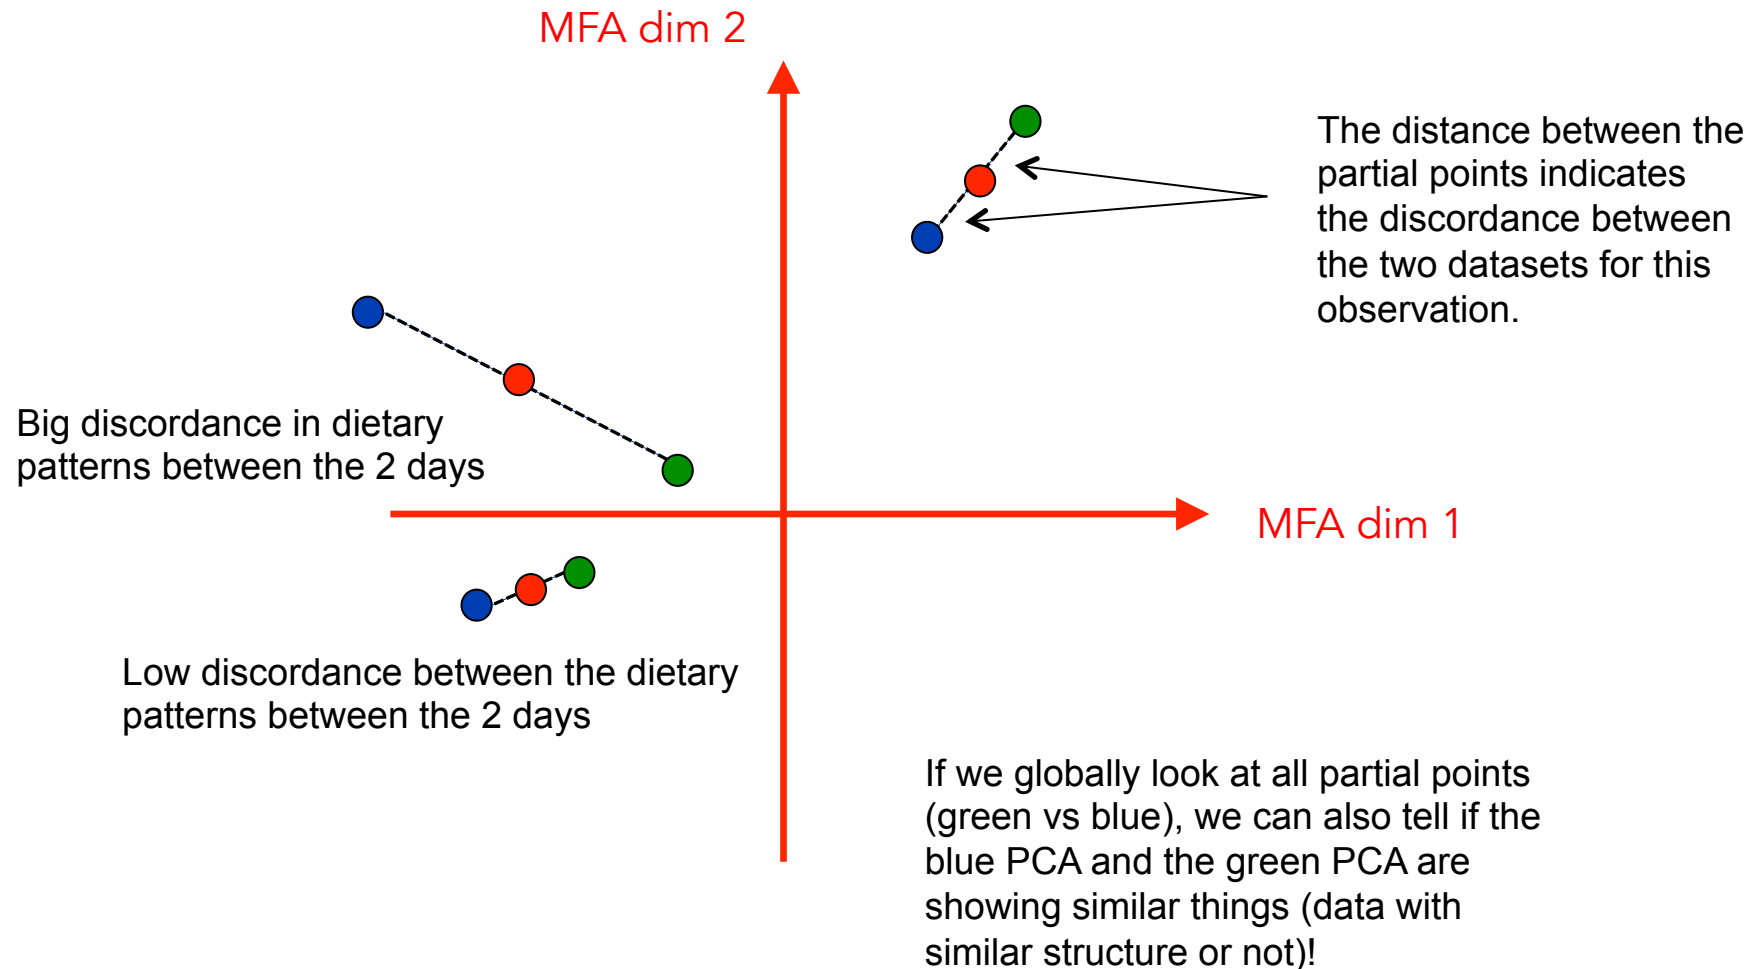 MFA dim 2
The distance between the
partial points indicates
the discordance between
the two datasets for this
observation.
Big discordance in dietary
patterns between the 2 days
MFA dim 1
Low discordance between the dietary
patterns between the 2 days
If we globally look at all partial points
(green vs blue), we can also tell if the
blue PCA and the green PCA are
showing similar things (data with
similar structure or not)!